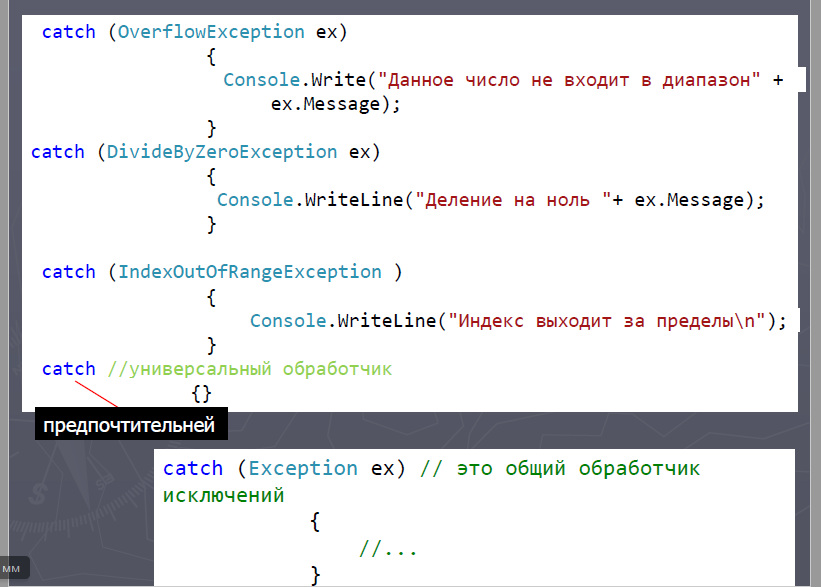 catch (OverflowException ex)
{
Console.Write("Данное число не входит в диапазон" +
ex.Message);
}
catch (DivideByZeroException ex)
{
Console.WriteLine("Деление на ноль "+ ex.Message);
}
catch (IndexOutOfRangeException )
{
Console.WriteLine("Индекс выходит за пределы\n");
}
catch //универсальный обработчик
{}
предпочтительней
catch (Exception ex) // это общий обработчик
исключений
{
//...
}
мм